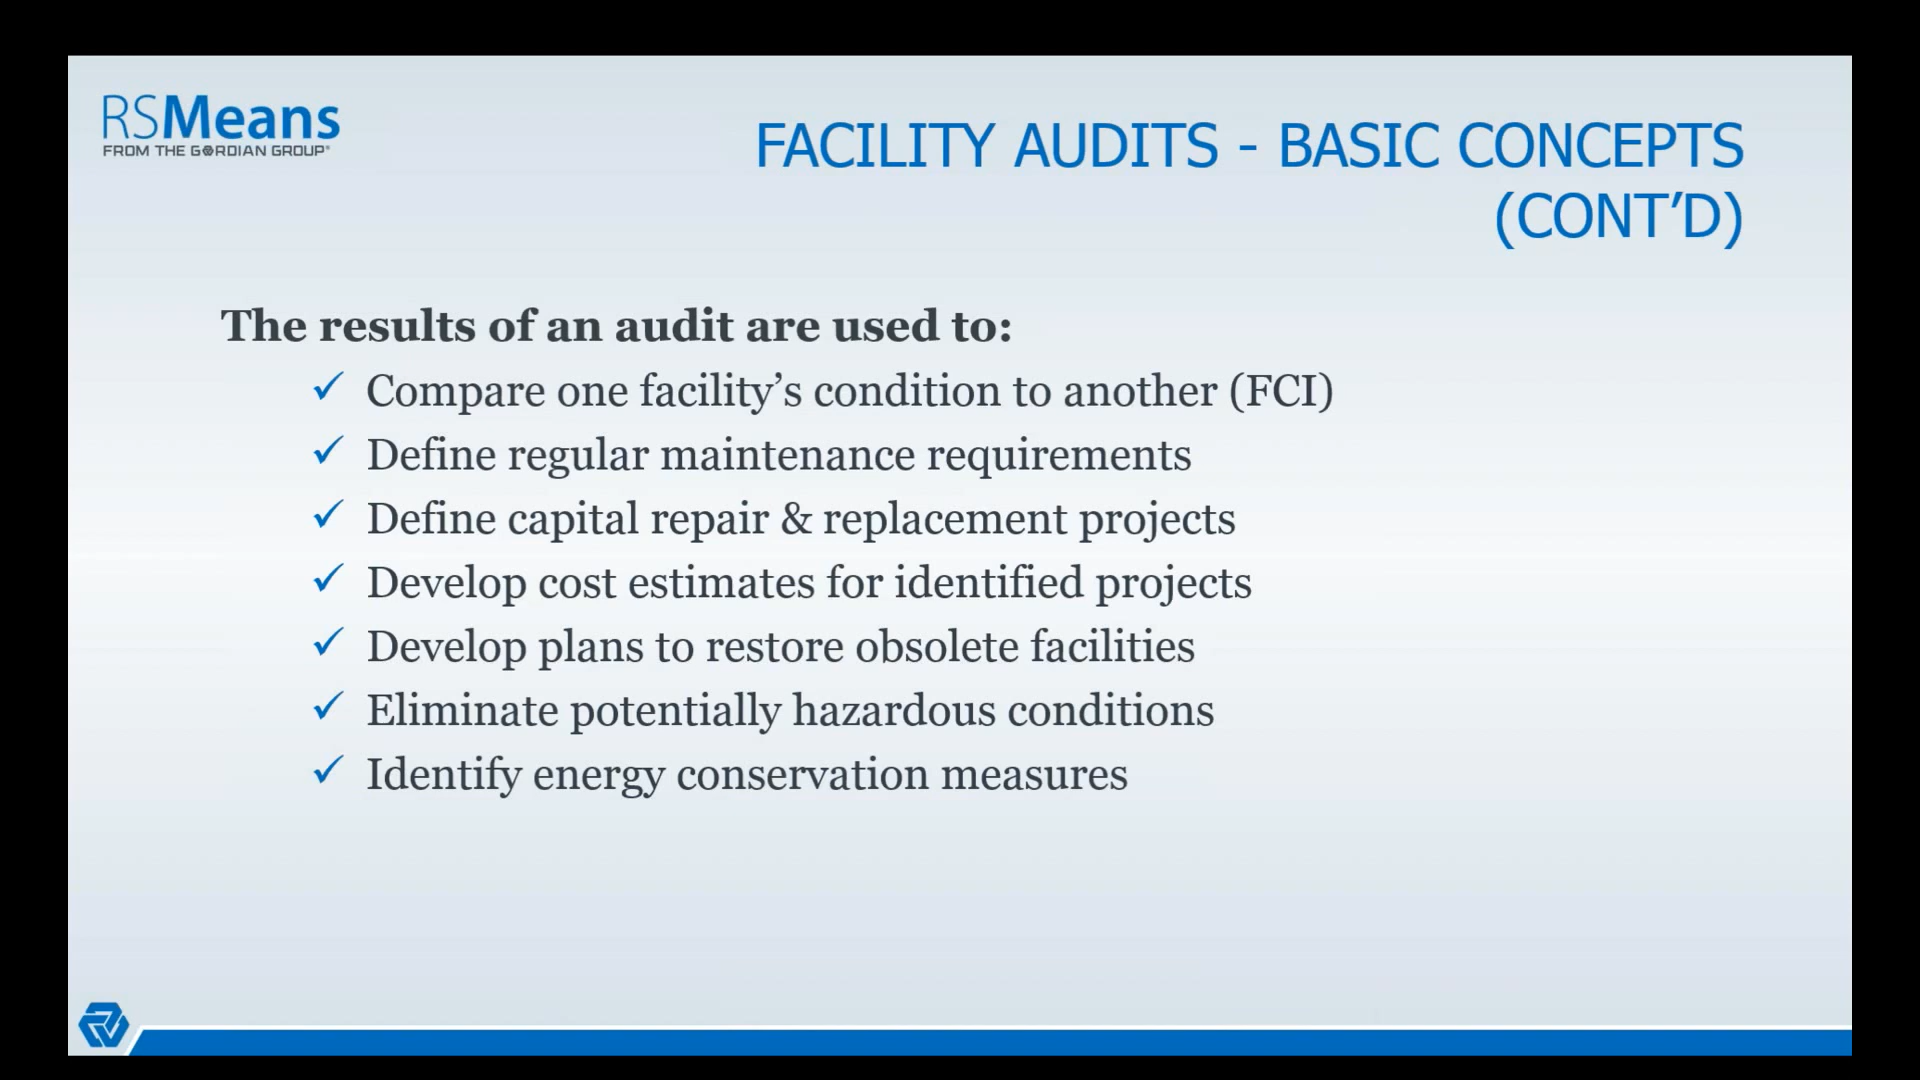 RSMeans
FROM THE GORDIAN GROUP®
FACILITY AUDITS - BASIC CONCEPTS
(CONT’D)
The results of an audit are used to:
✓ Compare one facility’s condition to another (FCI)
✓ Define regular maintenance requirements
✓ Define capital repair & replacement projects
✓ Develop cost estimates for identified projects
✓ Develop plans to restore obsolete facilities
✓ Eliminate potentially hazardous conditions
✓ Identify energy conservation measures